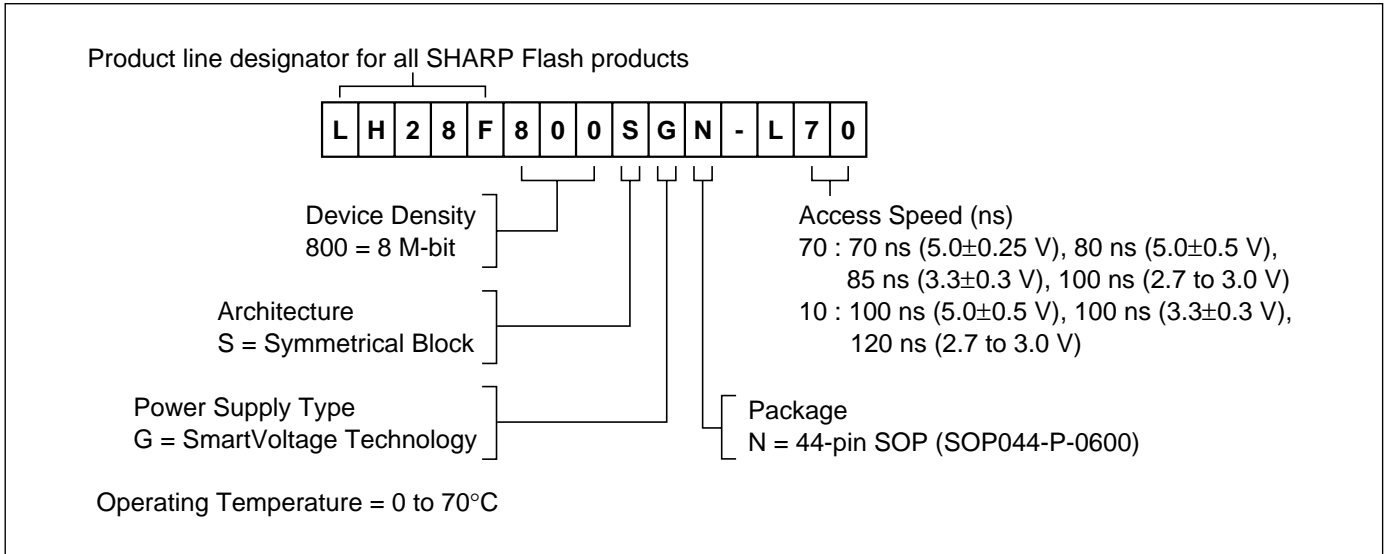 Product line designator for all SHARP Flash products
L H 2 8 F 8 0 0 S G N - L 7 0
Device Density
800 = 8 M-bit
Architecture
S = Symmetrical Block
Power Supply Type
G = SmartVoltage Technology
Access Speed (ns)
70 : 70 ns (5.0±0.25 V), 80 ns (5.0±0.5 V),
85 ns (3.3±0.3 V), 100 ns (2.7 to 3.0 V)
10 : 100 ns (5.0±0.5 V), 100 ns (3.3±0.3 V),
120 ns (2.7 to 3.0 V)
Package
N = 44-pin SOP (SOP044-P-0600)
Operating Temperature = 0 to 70°C